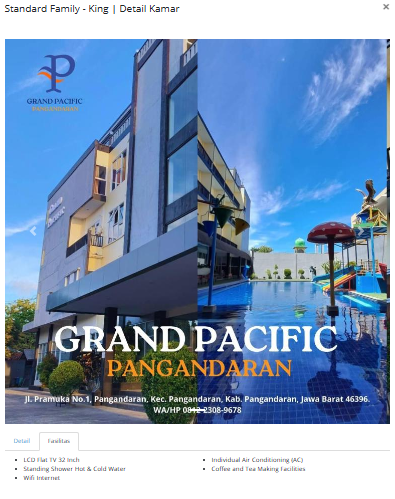 Standard Family - King | Detail Kamar
×
GRAND PACIFIC
PANGANDARAN
GRAND PACIFIC
PANGANDARAN
Jl. Pramuka No.1, Pangandaran, Kec. Pangandaran, Kab. Pangandaran, Jawa Barat 46396.
WA/HP 0812-2308-9678
Detail
Fasilitas
LCD Flat TV 32 Inch
Standing Shower Hot & Cold Water
Wifi Internet
Individual Air Conditioning (AC)
Coffee and Tea Making Facilities